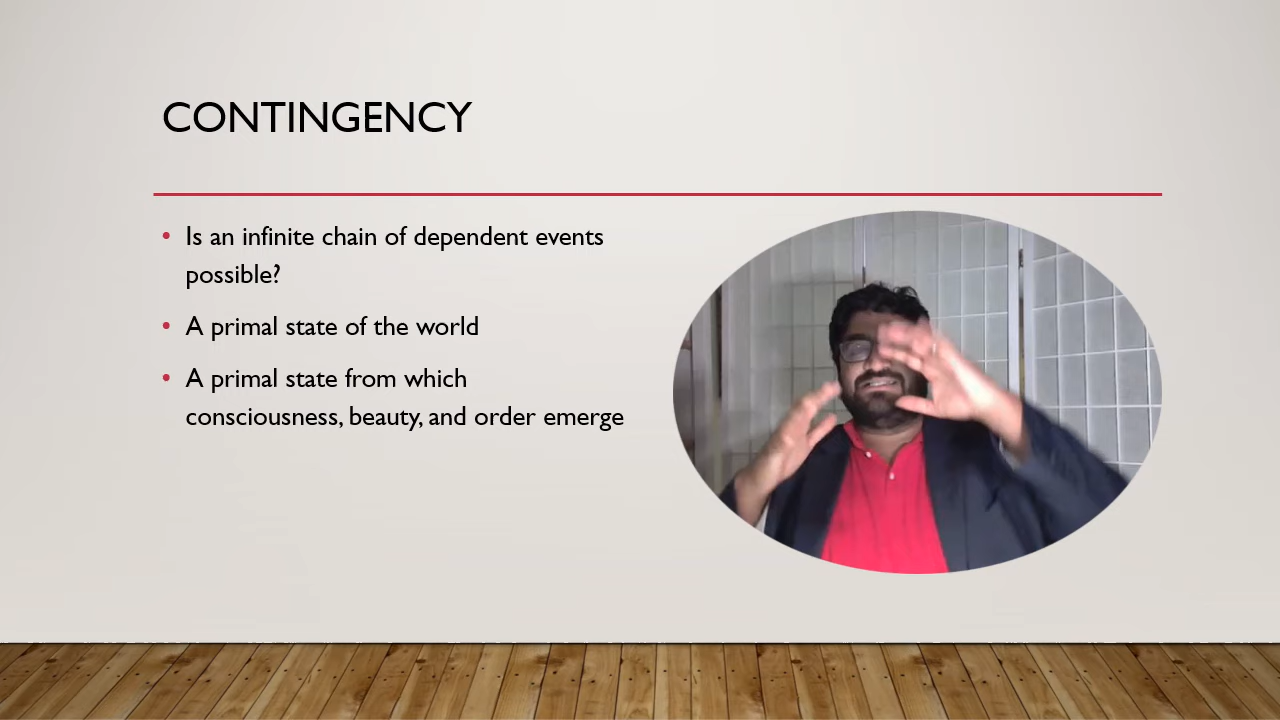 CONTINGENCY
• Is an infinite chain of dependent events
possible?
• A primal state of the world
• A primal state from which
consciousness, beauty, and order emerge